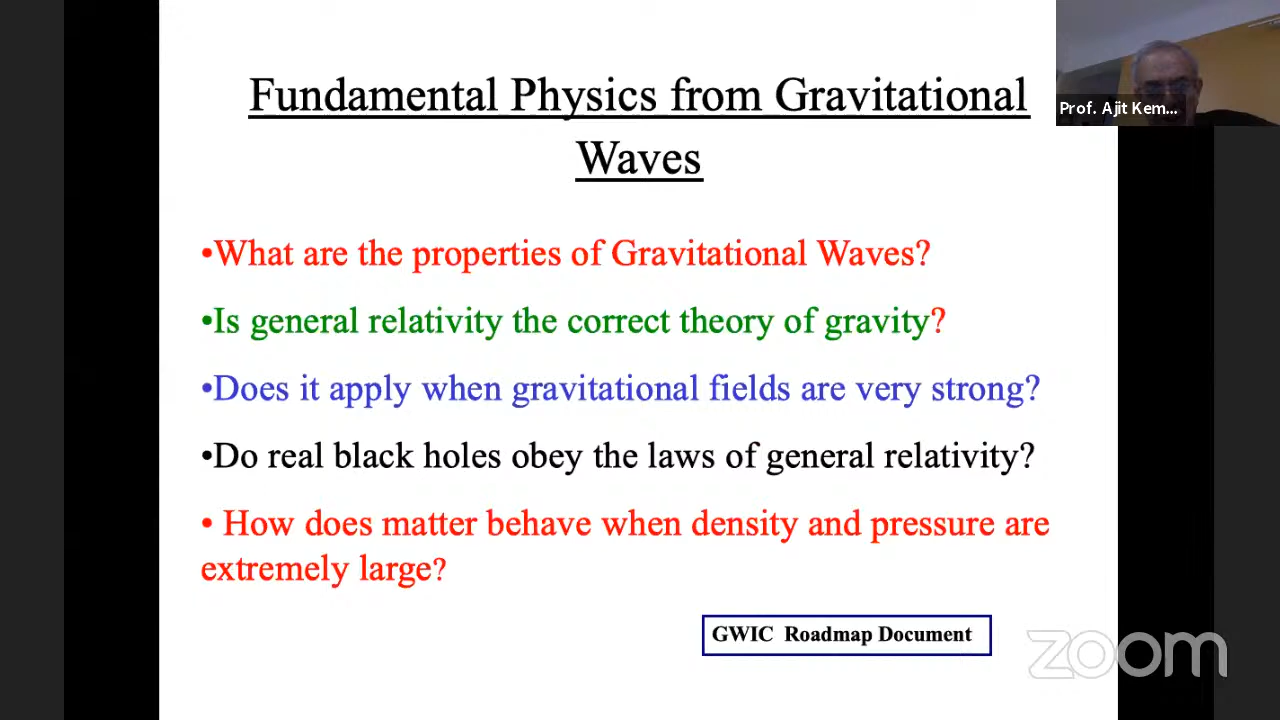 Fundamental Physics from Gravitational
Waves
Prof. Ajit Kem...
•What are the properties of Gravitational Waves?
•Is general relativity the correct theory of gravity?
•Does it apply when gravitational fields are very strong?
•Do real black holes obey the laws of general relativity?
• How does matter behave when density and pressure are
extremely large?
GWIC Roadmap Document
zoom